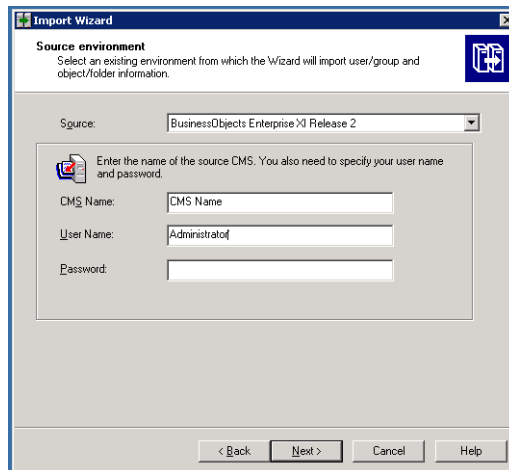 Import Wizard
Source environment
Select an existing environment from which the Wizard will import user/group and
object/folder information.
Source:
BusinessObjects Enterprise XI Release 2
Enter the name of the source CMS. You also need to specify your user name
and password.
CMS Name:
CMS Name
User Name:
Administrator
Password:
< Back
Next >
Cancel
Help